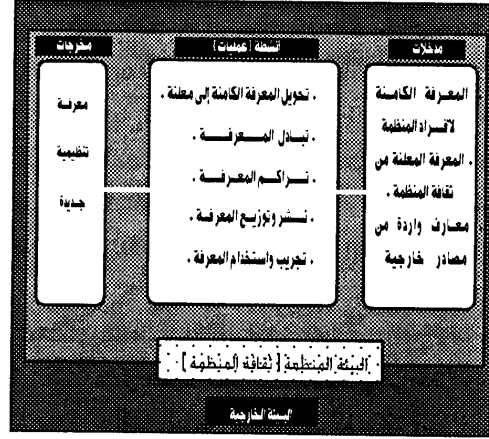 مدخلات
أنشطة (عمليات)
مخرجات
. المعرفة الكامنة
لأفراد المنظمة
. المعرفة المعلنة من
ثقافة المنظمة .
. معارف واردة من
مصادر خارجية
. تحويل المعرفة الكامنة إلى معلنة .
. تبادل المعرفة .
. تراكم المعرفة .
. نشر وتوزيع المعرفة .
. تجريب واستخدام المعرفة .
معرفة
تنظيمية
جديدة
البيئة المنتظمة [ ثقافة المنظمة ]
البيئة الخارجية